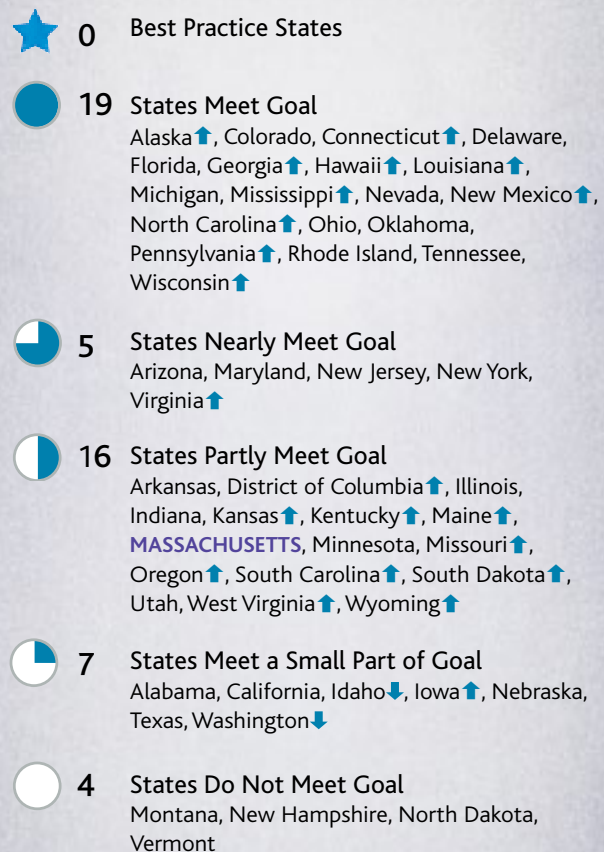 0 Best Practice States
19 States Meet Goal
Alaska⬆, Colorado, Connecticut⬆, Delaware,
Florida, Georgia⬆, Hawaii⬆, Louisiana⬆,
Michigan, Mississippi⬆, Nevada, New Mexico⬆,
North Carolina⬆, Ohio, Oklahoma,
Pennsylvania⬆, Rhode Island, Tennessee,
Wisconsin⬆
5 States Nearly Meet Goal
Arizona, Maryland, New Jersey, New York,
Virginia⬆
16 States Partly Meet Goal
Arkansas, District of Columbia⬆, Illinois,
Indiana, Kansas⬆, Kentucky⬆, Maine⬆,
MASSACHUSETTS, Minnesota, Missouri⬆,
Oregon⬆, South Carolina⬆, South Dakota⬆,
Utah, West Virginia⬆, Wyoming⬆
7 States Meet a Small Part of Goal
Alabama, California, Idaho⬇, Iowa⬆, Nebraska,
Texas, Washington⬇
4 States Do Not Meet Goal
Montana, New Hampshire, North Dakota,
Vermont